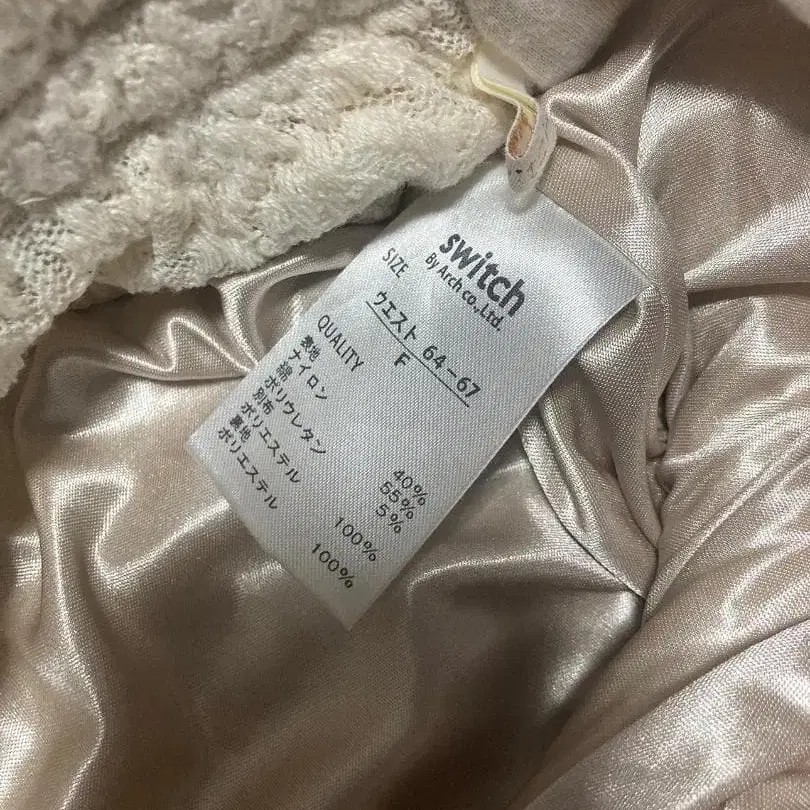 switch
By Arch co.,Ltd.
SIZE
ウエスト 64-67
F
QUALITY
表地
ナイロン 40%
綿 55%
ポリウレタン 5%
別布
ポリエステル 100%
裏地
ポリエステル 100%